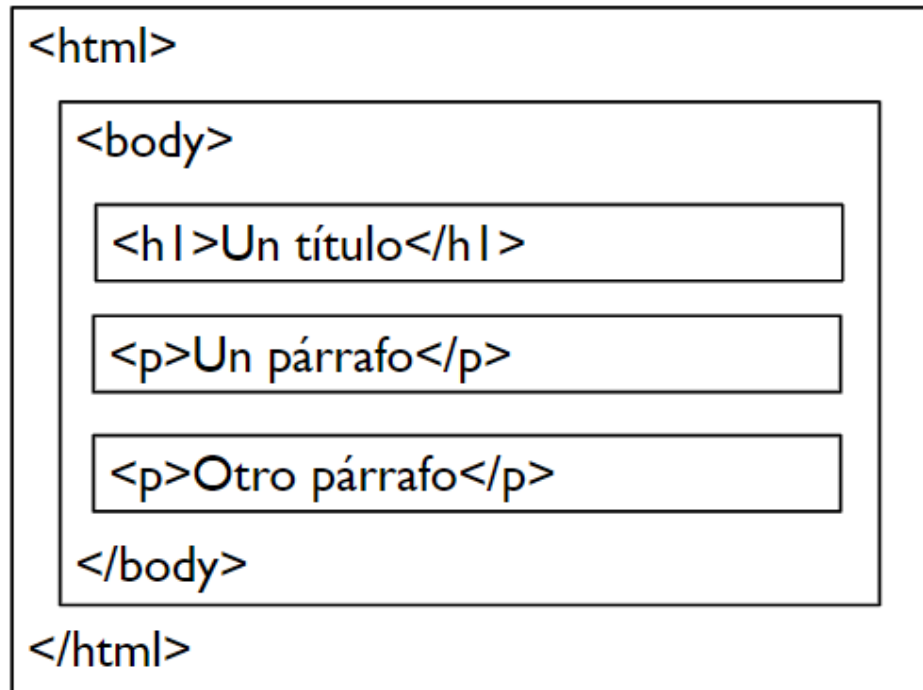 <html>
<body>
<h1>Un título</h1>
<p>Un párrafo</p>
<p>Otro párrafo</p>
</body>
</html>